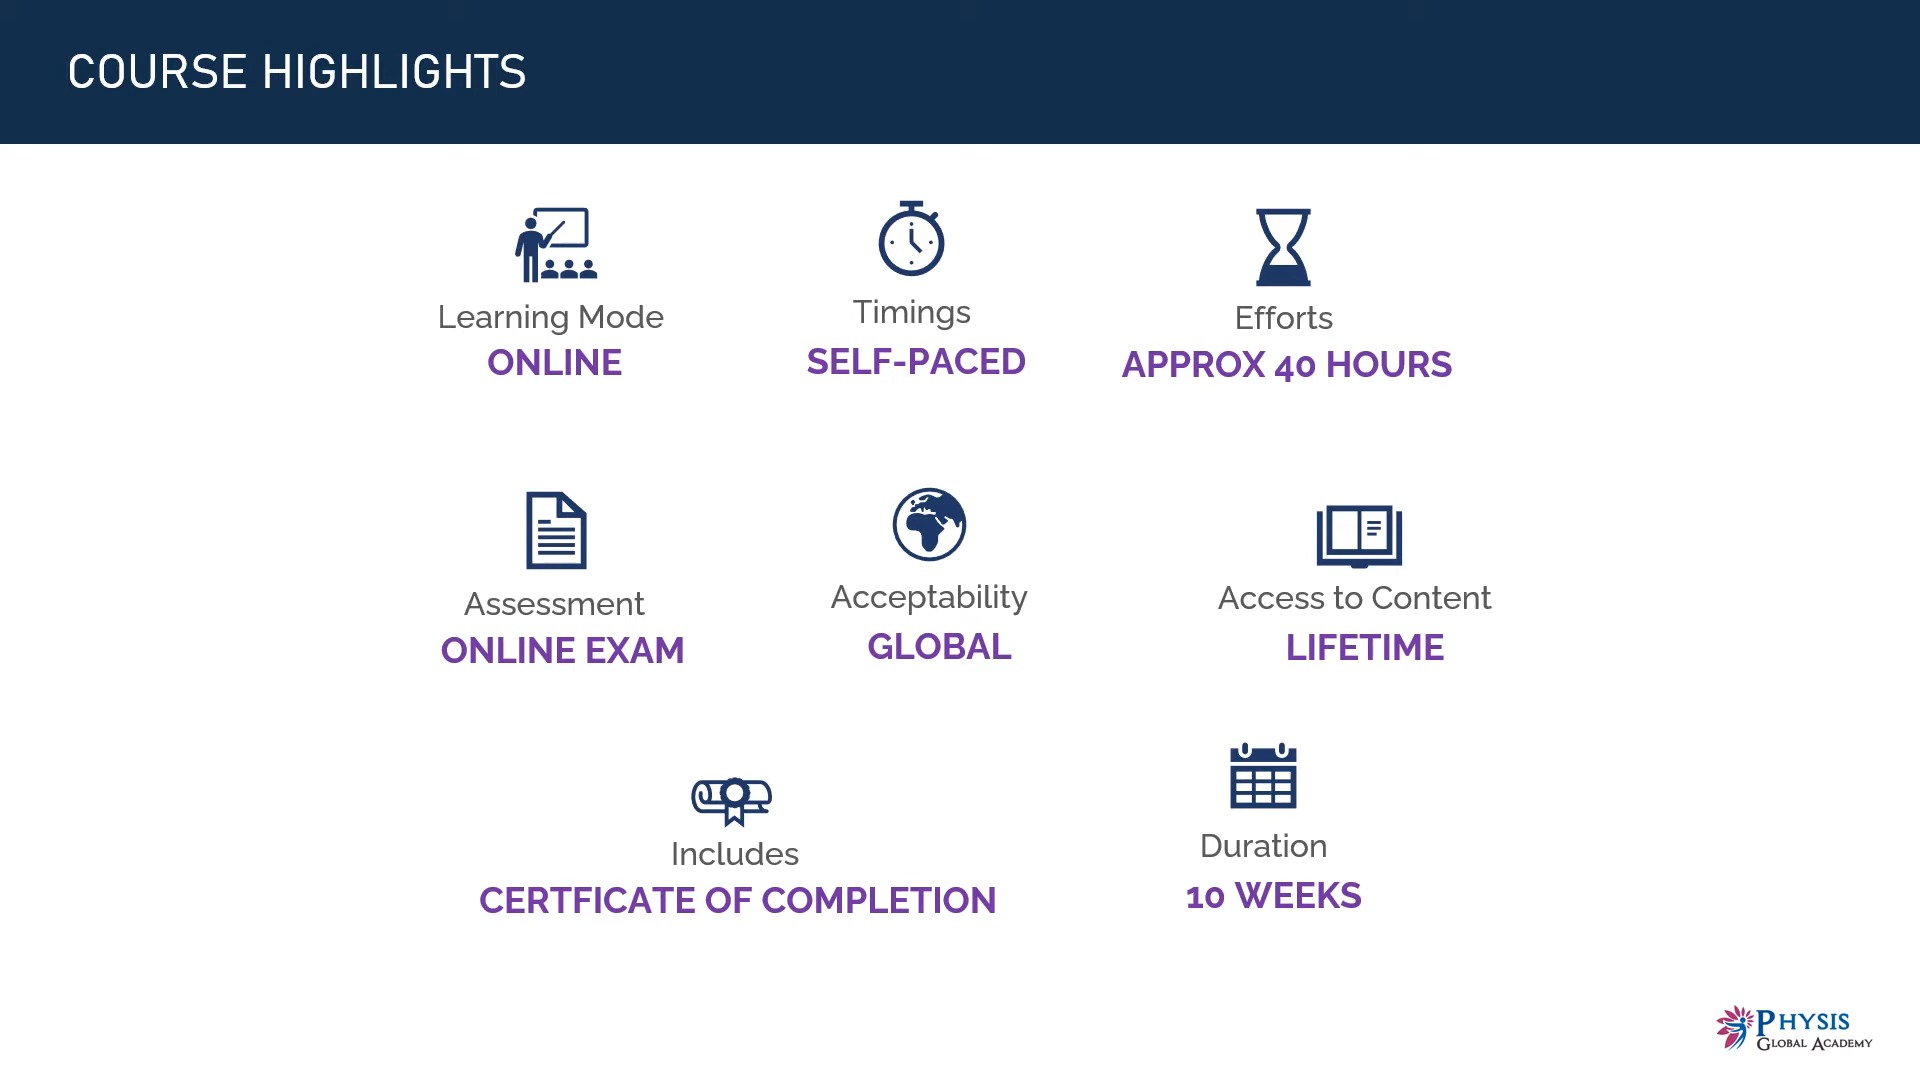 COURSE HIGHLIGHTS
Learning Mode
ONLINE
Timings
SELF-PACED
Efforts
APPROX 40 HOURS
Assessment
ONLINE EXAM
Acceptability
GLOBAL
Access to Content
LIFETIME
Includes
CERTFICATE OF COMPLETION
Duration
10 WEEKS
PHYSIS
GLOBAL ACADEMY